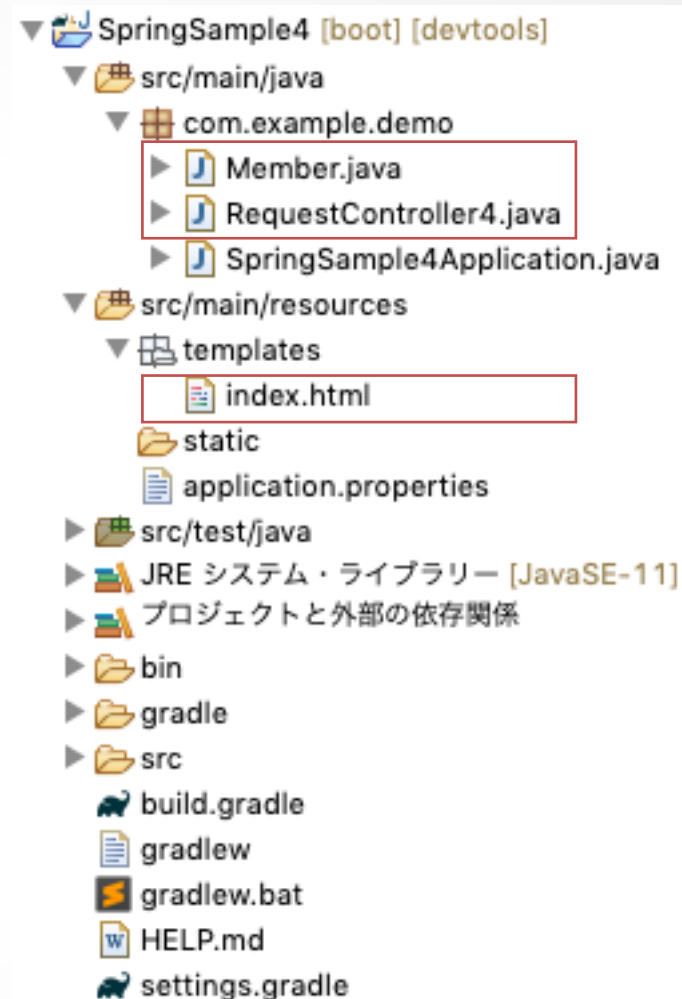 SpringSample4 [boot] [devtools]
src/main/java
com.example.demo
Member.java
RequestController4.java
SpringSample4Application.java
src/main/resources
templates
index.html
static
application.properties
src/test/java
JRE システム・ライブラリー [JavaSE-11]
プロジェクトと外部の依存関係
bin
gradle
src
build.gradle
gradlew
gradlew.bat
HELP.md
settings.gradle